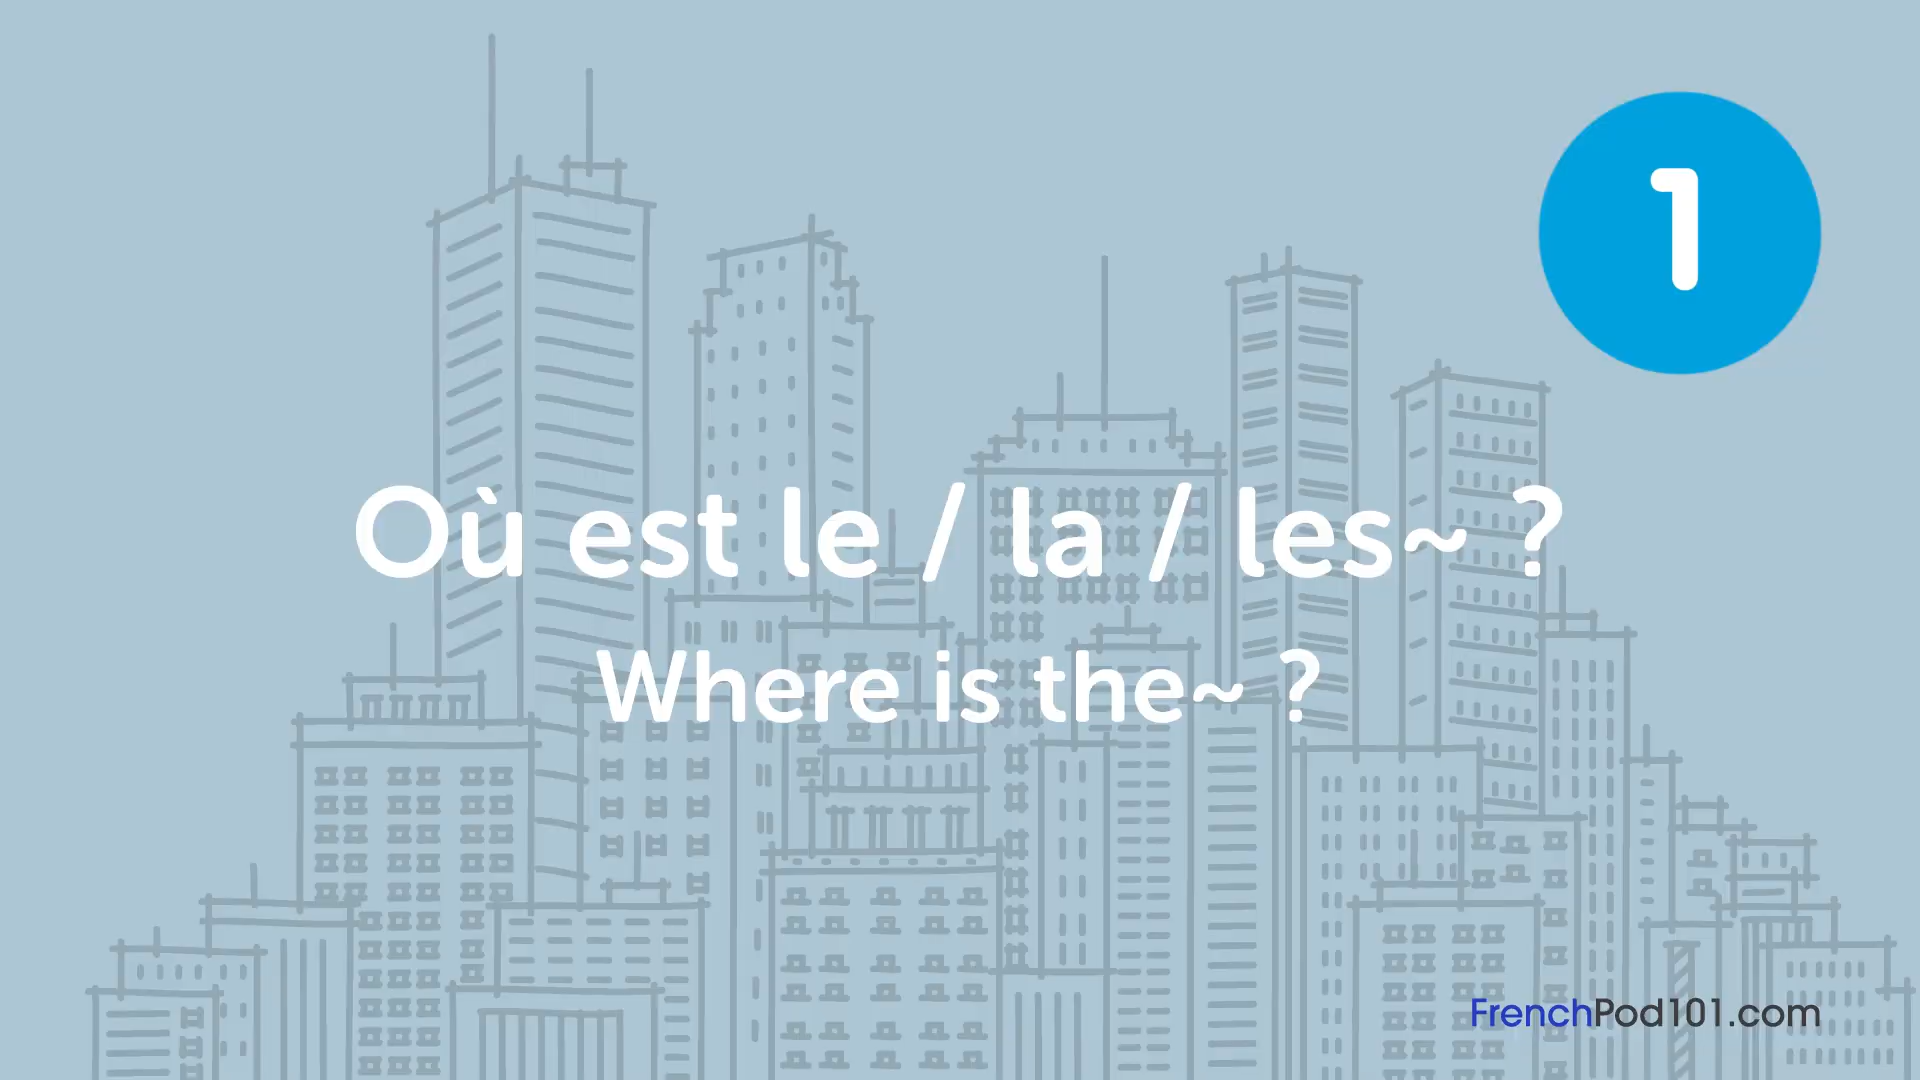 1
Où est le / la / les~ ?
Where is the~ ?
FrenchPod101.com